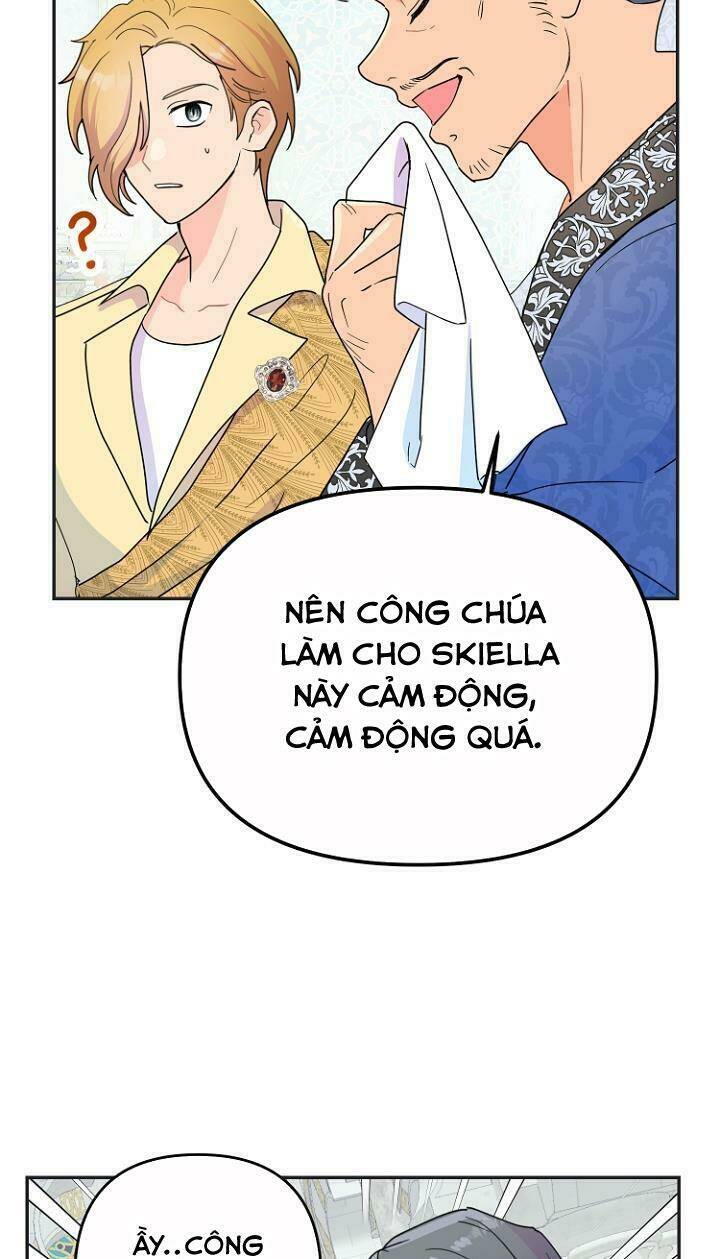 ?
NÊN CÔNG CHÚA
LÀM CHO SKIELLA
NÀY CẢM ĐỘNG,
CẢM ĐỘNG QUÁ.
ẦY..CÔNG